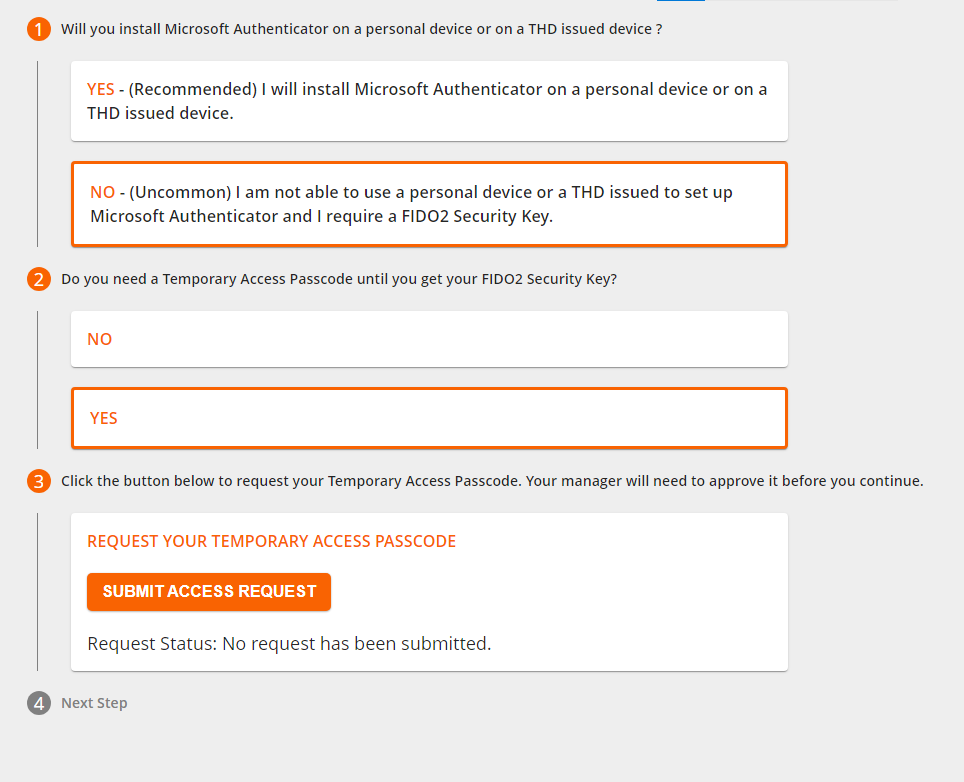 1 Will you install Microsoft Authenticator on a personal device or on a THD issued device ?
YES - (Recommended) I will install Microsoft Authenticator on a personal device or on a
THD issued device.
NO - (Uncommon) I am not able to use a personal device or a THD issued to set up
Microsoft Authenticator and I require a FIDO2 Security Key.
2 Do you need a Temporary Access Passcode until you get your FIDO2 Security Key?
NO
YES
3 Click the button below to request your Temporary Access Passcode. Your manager will need to approve it before you continue.
REQUEST YOUR TEMPORARY ACCESS PASSCODE
SUBMIT ACCESS REQUEST
Request Status: No request has been submitted.
4 Next Step